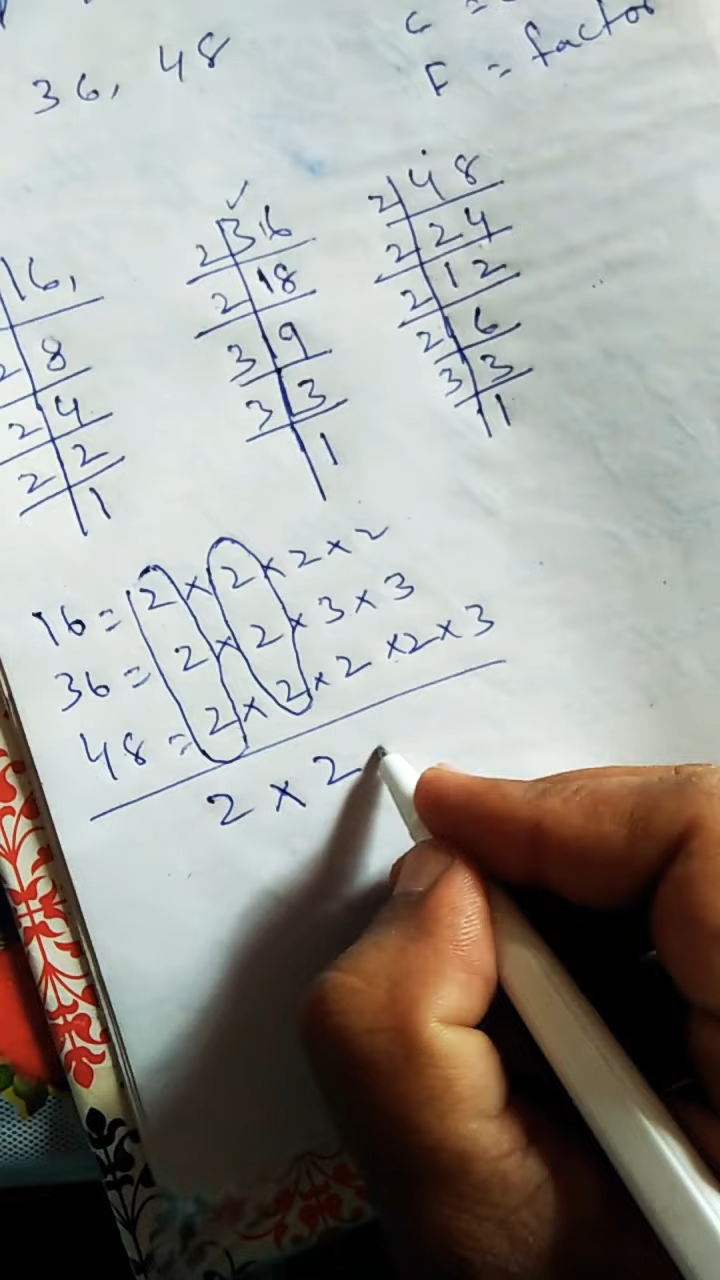 C =
36, 48
F = factor
16,
2 8
2 4
2 2
1
2 36
2 18
3 9
3 3
1
2 48
2 24
2 12
2 6
3 3
1
16 = 2 × 2 × 2 × 2
36 = 2 × 2 × 3 × 3
48 = 2 × 2 × 2 × 2 × 3
2 × 2